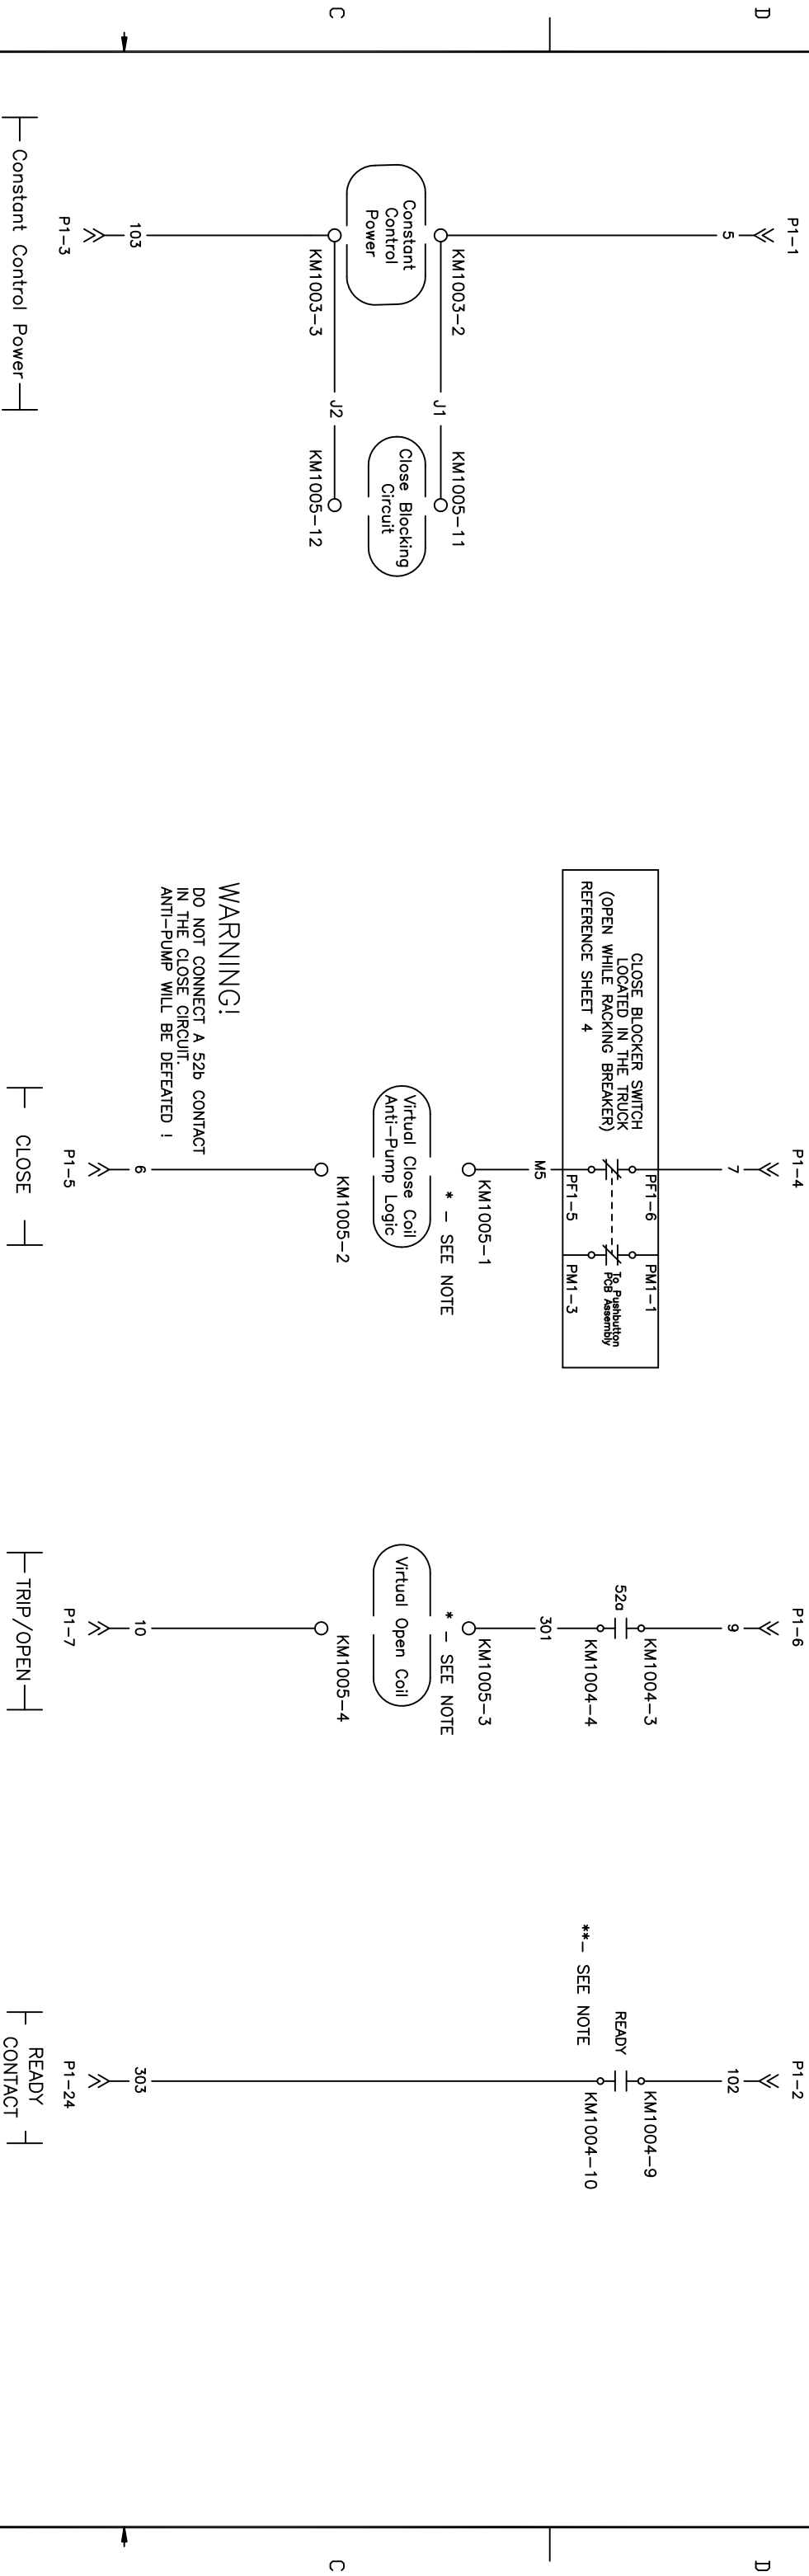 D
C
P1-1
5
KM1003-2
Constant
Control
Power
KM1003-3
103
P1-3
Constant Control Power
J1
J2
KM1005-11
Close Blocking
Circuit
KM1005-12
P1-4
7
CLOSE BLOCKER SWITCH
LOCATED IN THE TRUCK
(OPEN WHILE RACKING BREAKER)
REFERENCE SHEET 4
PF1-6
PF1-5
PM1-1
To Pushbutton
PCB Assembly
PM1-3
M5
KM1005-1
* - SEE NOTE
Virtual Close Coil
Anti-Pump Logic
KM1005-2
WARNING!
DO NOT CONNECT A 52b CONTACT
IN THE CLOSE CIRCUIT.
ANTI-PUMP WILL BE DEFEATED !
6
P1-5
CLOSE
P1-6
9
KM1004-3
52a
KM1004-4
301
KM1005-3
* - SEE NOTE
Virtual Open Coil
KM1005-4
10
P1-7
TRIP/OPEN
P1-2
102
KM1004-9
READY
KM1004-10
**- SEE NOTE
303
P1-24
READY
CONTACT
D
C